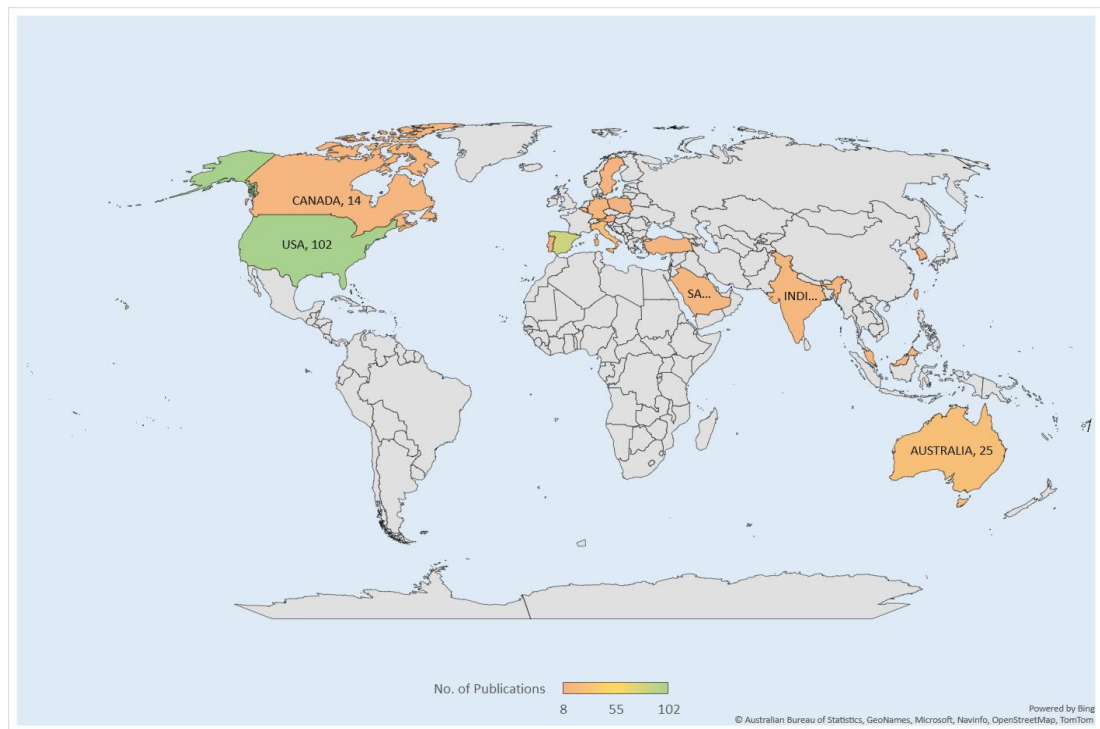 CANADA, 14
USA, 102
SA...
INDI...
AUSTRALIA, 25
No. of Publications
8 55 102
Powered by Bing
© Australian Bureau of Statistics, GeoNames, Microsoft, Navinfo, OpenStreetMap, TomTom